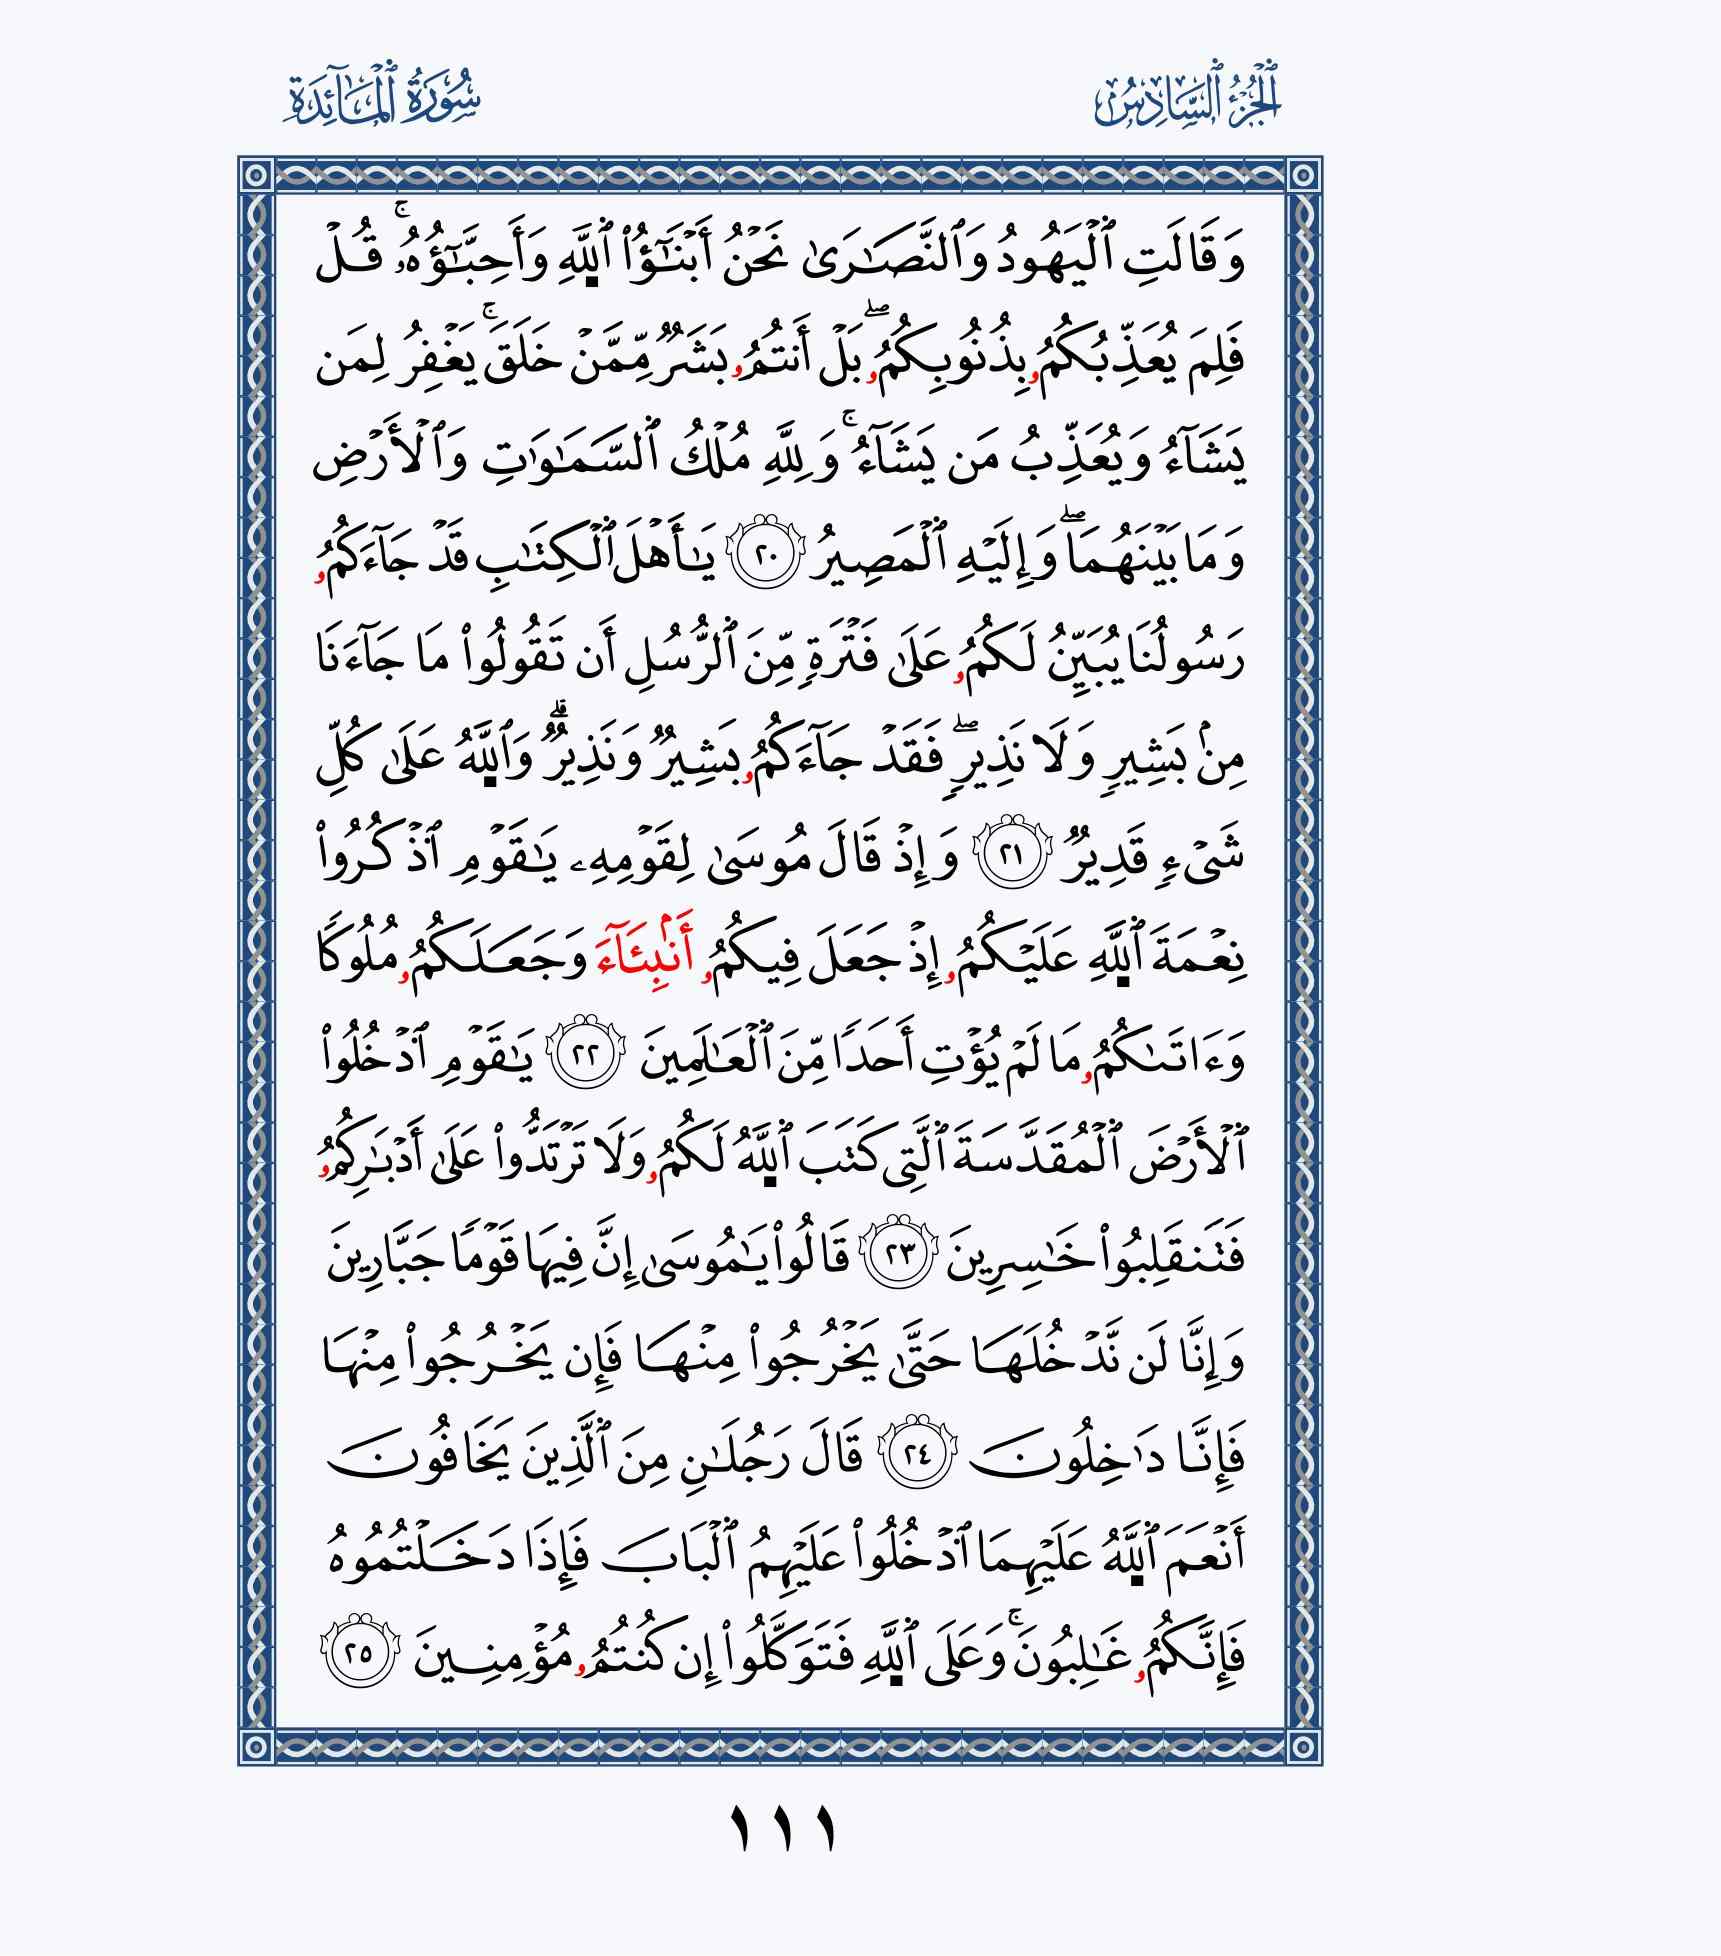 ٱلۡجُزۡءُ ٱلسَّادِسُ
سُورَةُ ٱلۡمَآئِدَةِ
وَقَالَتِ ٱلۡيَهُودُ وَٱلنَّصَٰرَىٰ نَحۡنُ أَبۡنَٰٓؤُاْ ٱللَّهِ وَأَحِبَّٰٓؤُهُۥۚ قُلۡ
فَلِمَ يُعَذِّبُكُمُۥ بِذُنُوبِكُمُۥۖ بَلۡ أَنتُمُۥ بَشَرٞ مِّمَّنۡ خَلَقَۚ يَغۡفِرُ لِمَن
يَشَآءُ وَيُعَذِّبُ مَن يَشَآءُۚ وَلِلَّهِ مُلۡكُ ٱلسَّمَٰوَٰتِ وَٱلۡأَرۡضِ
وَمَا بَيۡنَهُمَاۖ وَإِلَيۡهِ ٱلۡمَصِيرُ ٢٠ يَٰٓأَهۡلَ ٱلۡكِتَٰبِ قَدۡ جَآءَكُمُۥ
رَسُولُنَا يُبَيِّنُ لَكُمُۥ عَلَىٰ فَتۡرَةٖ مِّنَ ٱلرُّسُلِ أَن تَقُولُواْ مَا جَآءَنَا
مِنۢ بَشِيرٖ وَلَا نَذِيرٖۖ فَقَدۡ جَآءَكُمُۥ بَشِيرٞ وَنَذِيرٞۗ وَٱللَّهُ عَلَىٰ كُلِّ
شَيۡءٖ قَدِيرٞ ٢١ وَإِذۡ قَالَ مُوسَىٰ لِقَوۡمِهِۦ يَٰقَوۡمِ ٱذۡكُرُواْ
نِعۡمَةَ ٱللَّهِ عَلَيۡكُمُۥ إِذۡ جَعَلَ فِيكُمُۥ أَنۢبِئَآءَ وَجَعَلَكُمُۥ مُلُوكٗا
وَءَاتَىٰكُمُۥ مَا لَمۡ يُؤۡتِ أَحَدٗا مِّنَ ٱلۡعَٰلَمِينَ ٢٢ يَٰقَوۡمِ ٱدۡخُلُواْ
ٱلۡأَرۡضَ ٱلۡمُقَدَّسَةَ ٱلَّتِي كَتَبَ ٱللَّهُ لَكُمُۥ وَلَا تَرۡتَدُّواْ عَلَىٰ أَدۡبَٰرِكُمُۥ
فَتَنقَلِبُواْ خَٰسِرِينَ ٢٣ قَالُواْ يَٰمُوسَىٰ إِنَّ فِيهَا قَوۡمٗا جَبَّارِينَ
وَإِنَّا لَن نَّدۡخُلَهَا حَتَّىٰ يَخۡرُجُواْ مِنۡهَا فَإِن يَخۡرُجُواْ مِنۡهَا
فَإِنَّا دَٰخِلُونَ ٢٤ قَالَ رَجُلَٰنِ مِنَ ٱلَّذِينَ يَخَافُونَ
أَنۡعَمَ ٱللَّهُ عَلَيۡهِمَا ٱدۡخُلُواْ عَلَيۡهِمُ ٱلۡبَابَ فَإِذَا دَخَلۡتُمُوهُ
فَإِنَّكُمُۥ غَٰلِبُونَۚ وَعَلَى ٱللَّهِ فَتَوَكَّلُواْ إِن كُنتُمُۥ مُؤۡمِنِينَ ٢٥
١١١